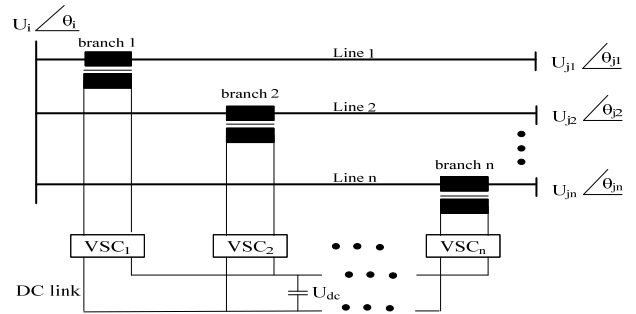 Ui θi
branch 1
Line 1
Uj1 θj1
branch 2
Line 2
Uj2 θj2
branch n
Line n
Ujn θjn
VSC1
VSC2
VSCn
DC link
Udc